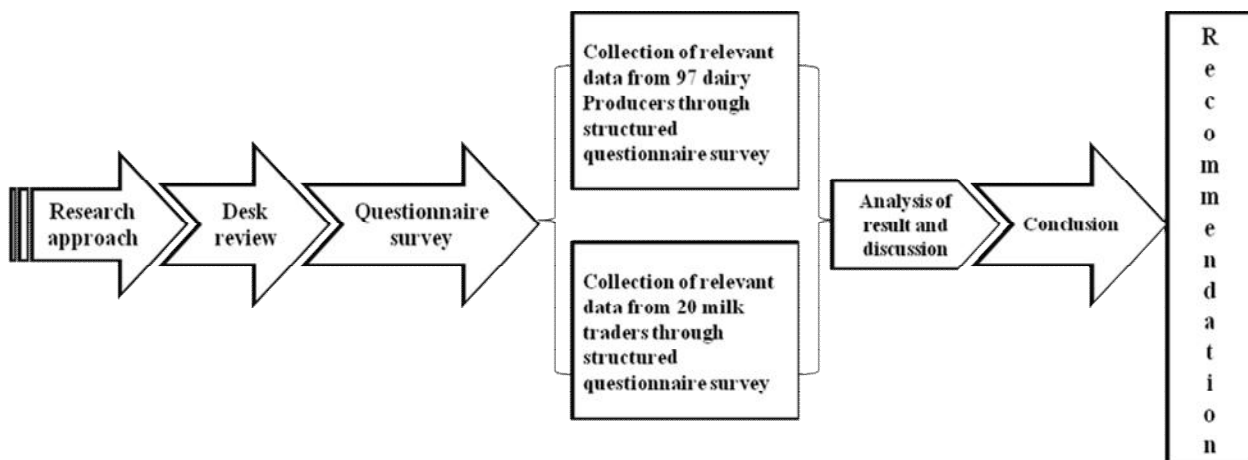 Research
approach
Desk
review
Questionnaire
survey
Collection of relevant
data from 97 dairy
Producers through
structured
questionnaire survey
Collection of relevant
data from 20 milk
traders through
structured
questionnaire survey
Analysis of
result and
discussion
Conclusion
Recommendation